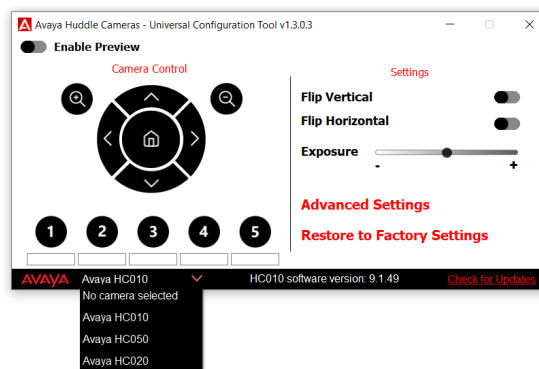 Avaya Huddle Cameras - Universal Configuration Tool v1.3.0.3
Enable Preview
Camera Control
Settings
Flip Vertical
Flip Horizontal
Exposure
- +
Advanced Settings
Restore to Factory Settings
1 2 3 4 5
AVAYA Avaya HC010 HC010 software version: 9.1.49 Check for Updates
No camera selected
Avaya HC010
Avaya HC050
Avaya HC020